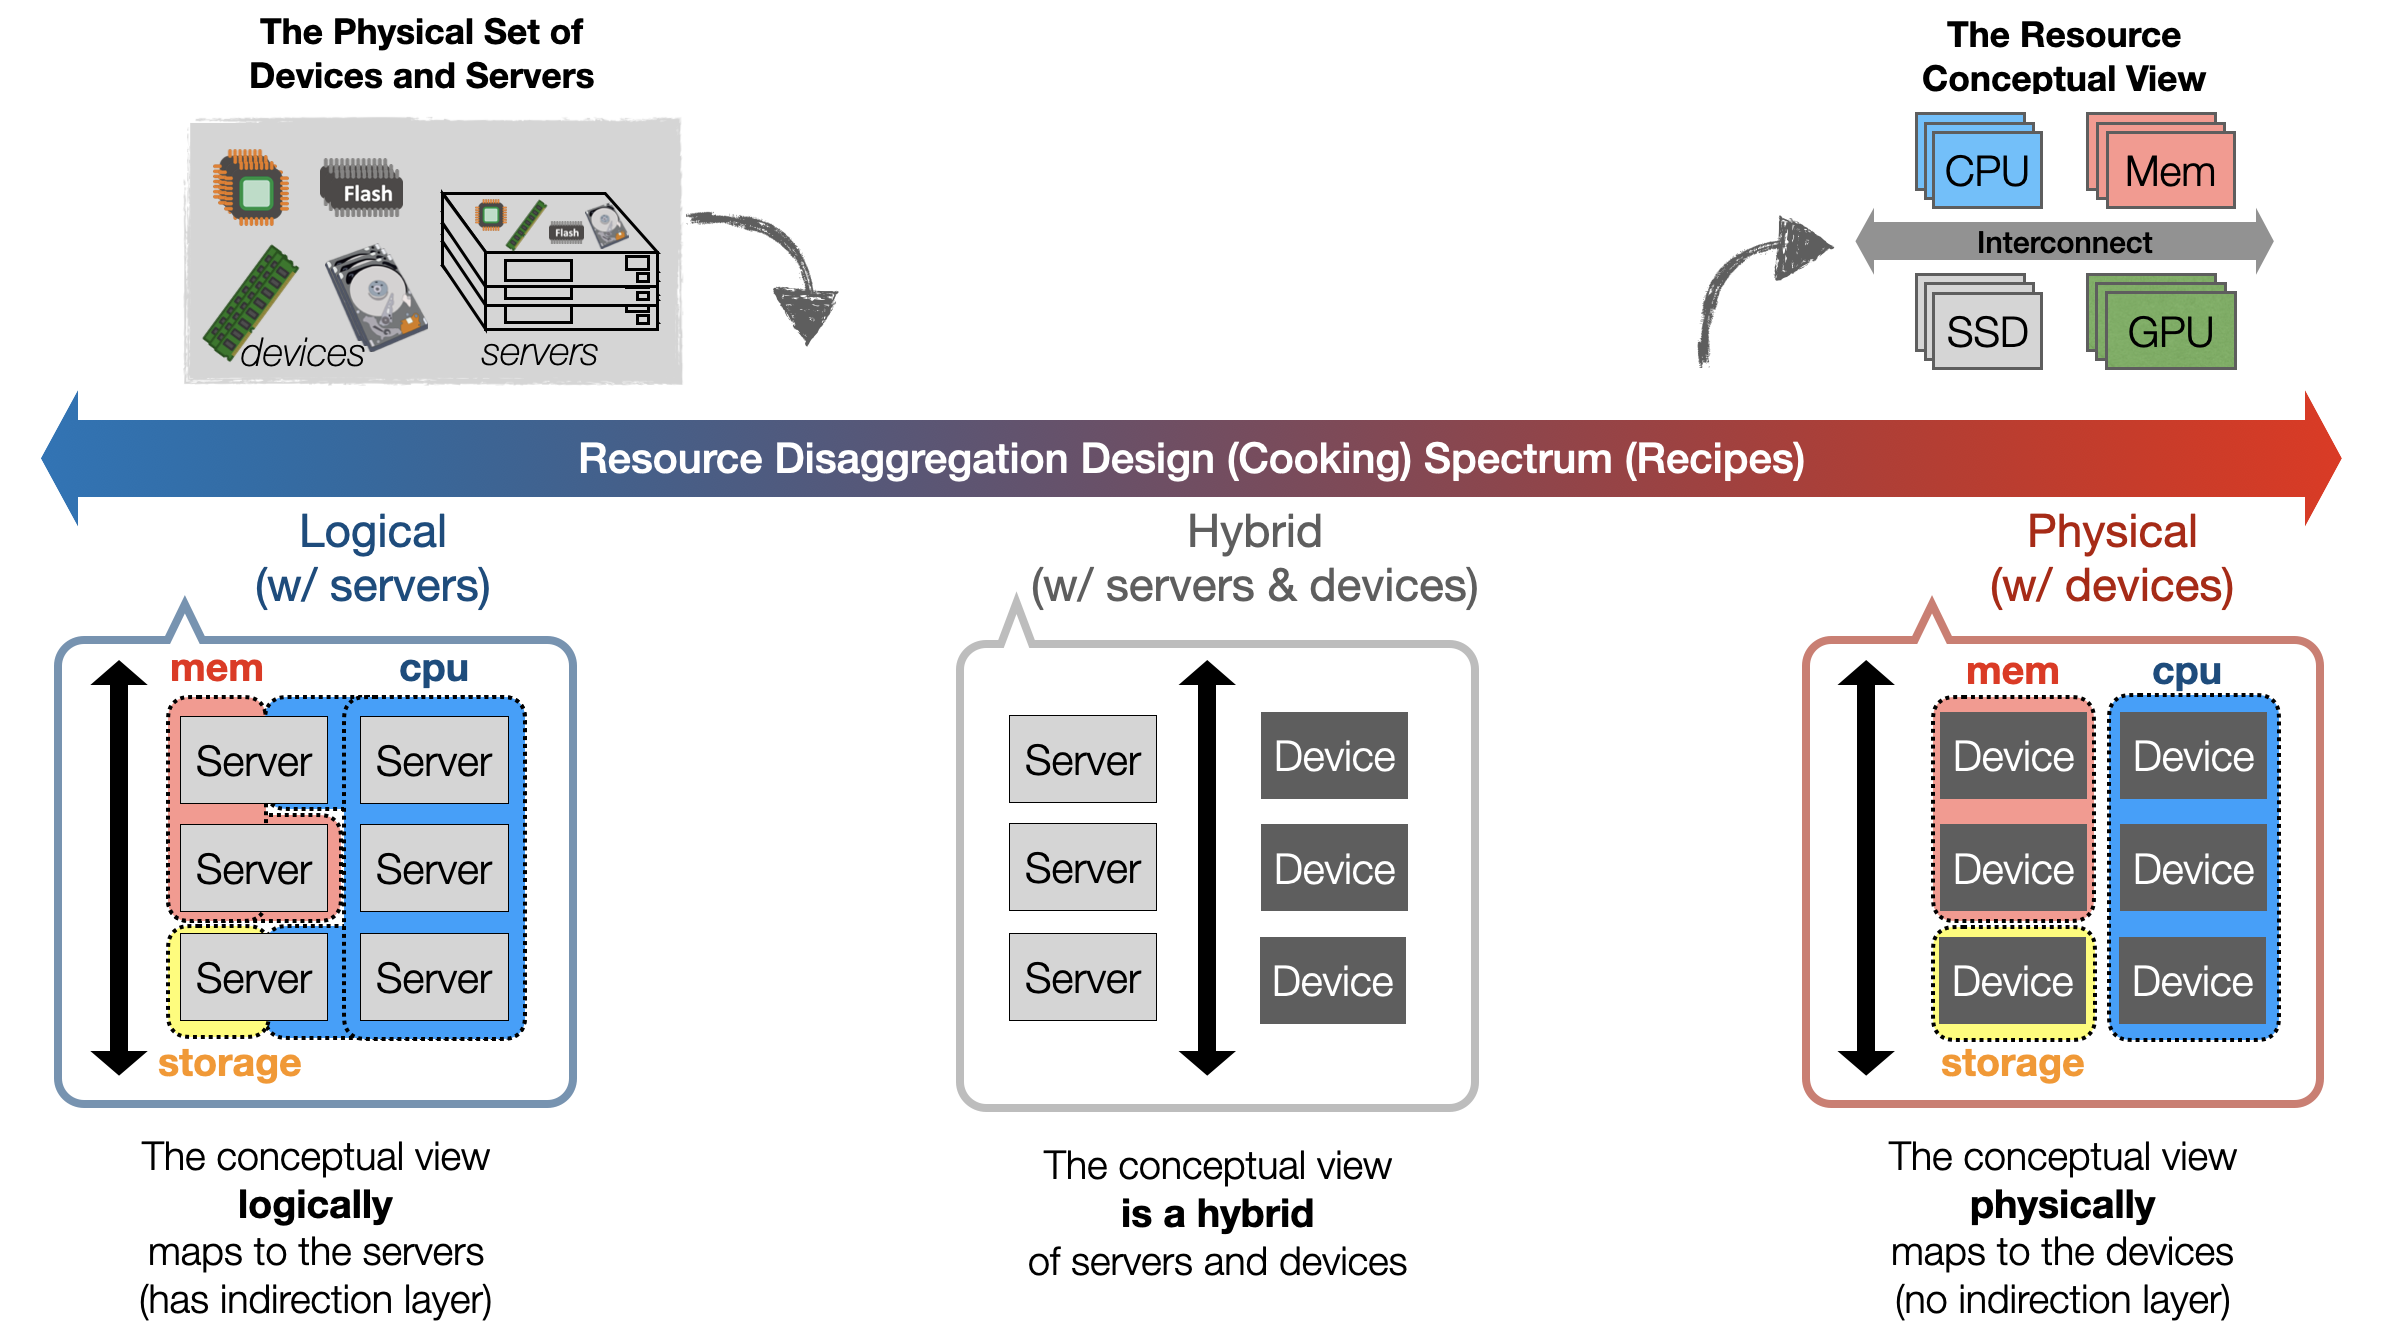 The Physical Set of
Devices and Servers
Flash
Flash
devices
servers
The Resource
Conceptual View
CPU
Mem
Interconnect
SSD
GPU
Resource Disaggregation Design (Cooking) Spectrum (Recipes)
Logical
(w/ servers)
mem
cpu
Server
Server
Server
Server
Server
Server
storage
The conceptual view
logically
maps to the servers
(has indirection layer)
Hybrid
(w/ servers & devices)
Server
Device
Server
Device
Server
Device
The conceptual view
is a hybrid
of servers and devices
Physical
(w/ devices)
mem
cpu
Device
Device
Device
Device
Device
Device
storage
The conceptual view
physically
maps to the devices
(no indirection layer)